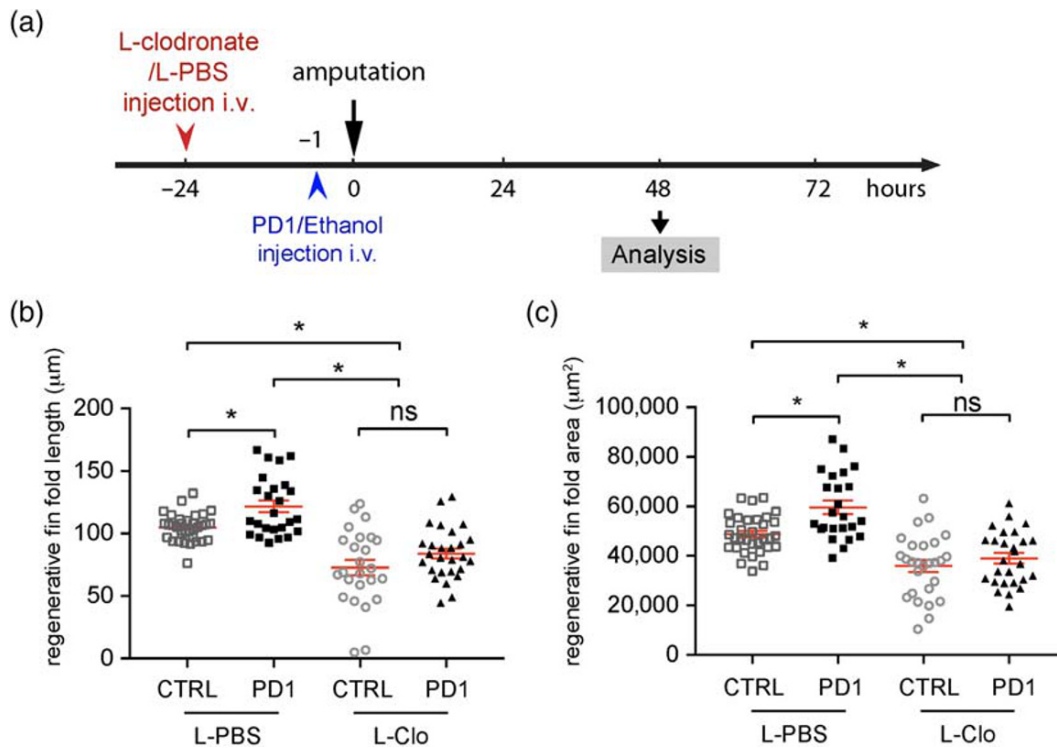 (a)
L-clodronate
/L-PBS
injection i.v.
amputation
–1
–24
0
24
48
72
hours
PD1/Ethanol
injection i.v.
Analysis
(b)
regenerative fin fold length (μm)
200
150
100
50
0
*
*
*
ns
CTRL
PD1
CTRL
PD1
L-PBS
L-Clo
(c)
regenerative fin fold area (μm²)
100,000
80,000
60,000
40,000
20,000
0
*
*
*
ns
CTRL
PD1
CTRL
PD1
L-PBS
L-Clo